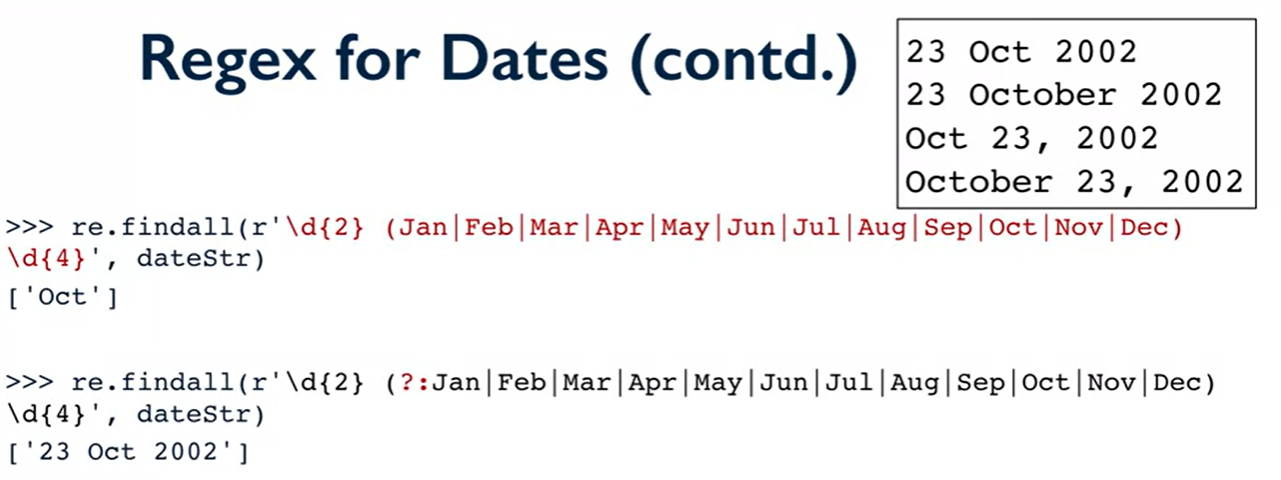 Regex for Dates (contd.)
23 Oct 2002
23 October 2002
Oct 23, 2002
October 23, 2002
>>> re.findall(r'\d{2} (Jan|Feb|Mar|Apr|May|Jun|Jul|Aug|Sep|Oct|Nov|Dec)
\d{4}', dateStr)
['Oct']
>>> re.findall(r'\d{2} (?:Jan|Feb|Mar|Apr|May|Jun|Jul|Aug|Sep|Oct|Nov|Dec)
\d{4}', dateStr)
['23 Oct 2002']